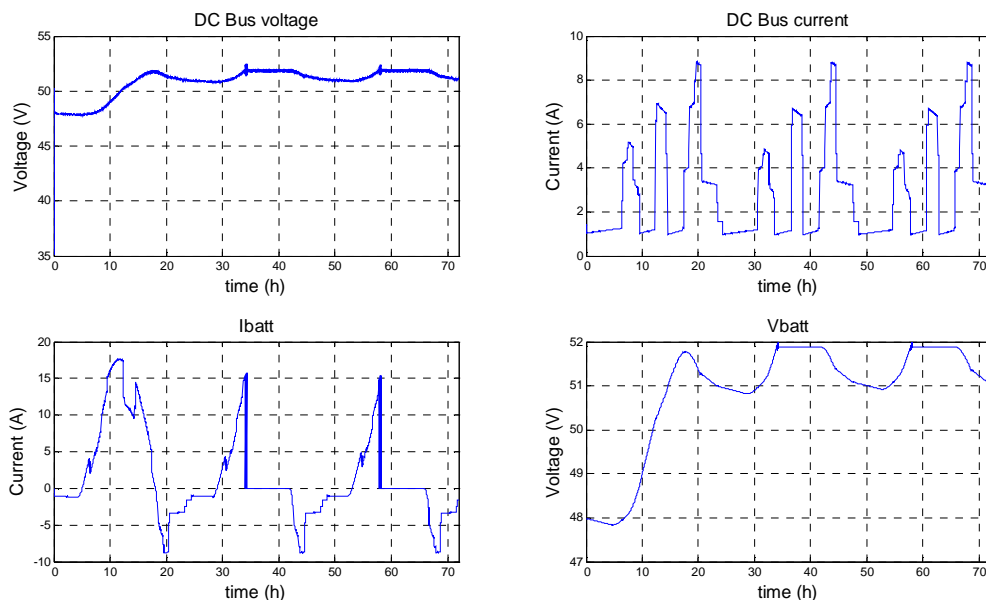 DC Bus voltage
55
50
45
40
35
Voltage (V)
0 10 20 30 40 50 60 70
time (h)
DC Bus current
10
8
6
4
2
0
Current (A)
0 10 20 30 40 50 60 70
time (h)
Ibatt
20
15
10
5
0
-5
-10
Current (A)
0 10 20 30 40 50 60 70
time (h)
Vbatt
52
51
50
49
48
47
Voltage (V)
0 10 20 30 40 50 60 70
time (h)